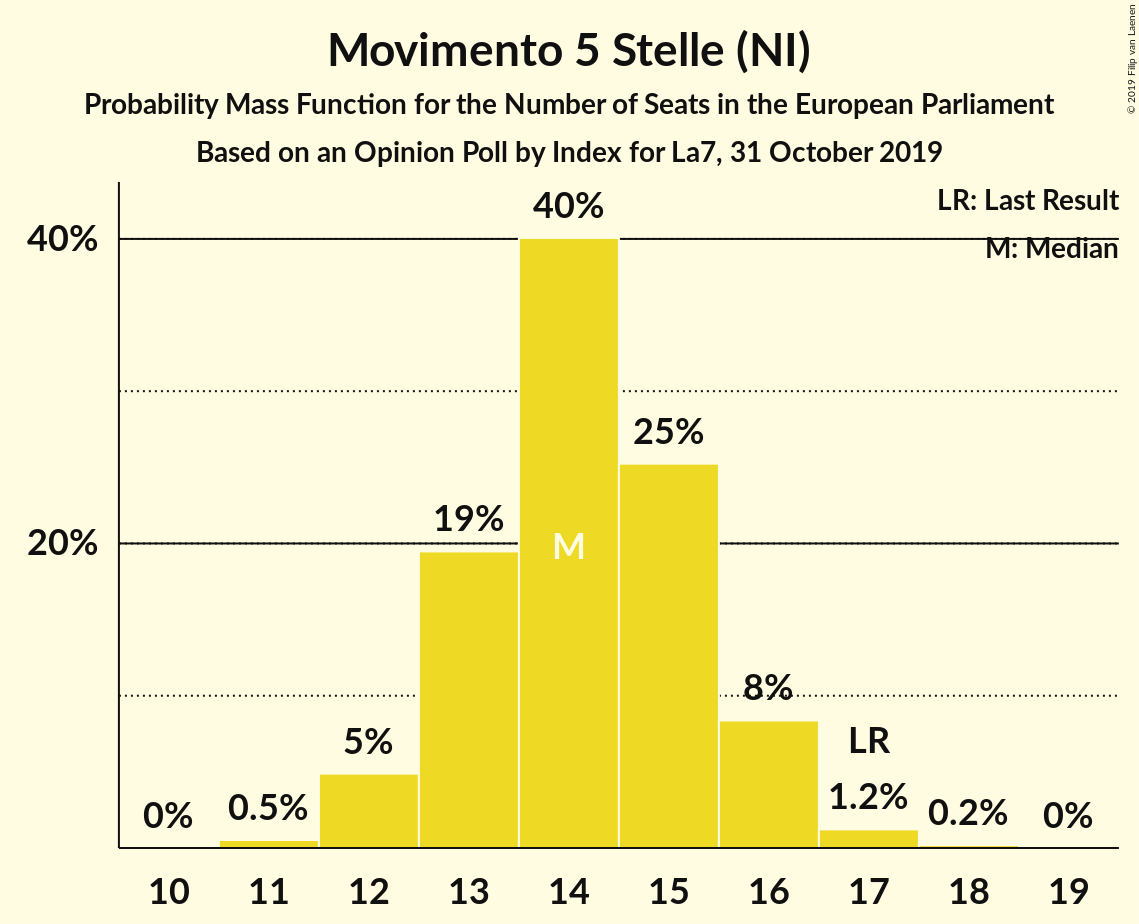 Movimento 5 Stelle (NI)
Probability Mass Function for the Number of Seats in the European Parliament
Based on an Opinion Poll by Index for La7, 31 October 2019
© 2019 Filip van Laenen
LR: Last Result
M: Median
40%
20%
0%
0.5%
5%
19%
40%
M
25%
8%
LR
1.2%
0.2%
0%
10 11 12 13 14 15 16 17 18 19